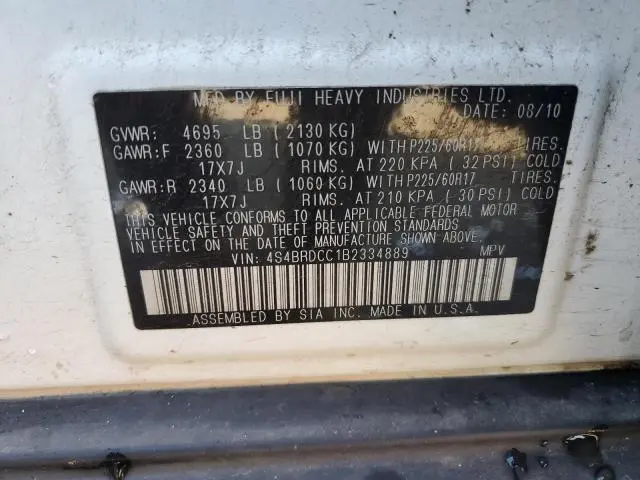 MFD BY FUJI HEAVY INDUSTRIES LTD.
DATE: 08/10
GVWR: 4695 LB (2130 KG)
GAWR:F 2360 LB (1070 KG) WITH P225/60R17 TIRES.
17X7J RIMS. AT 220 KPA (32 PSI) COLD
GAWR:R 2340 LB (1060 KG) WITH P225/60R17 TIRES.
17X7J RIMS. AT 210 KPA (30 PSI) COLD
THIS VEHICLE CONFORMS TO ALL APPLICABLE FEDERAL MOTOR
VEHICLE SAFETY AND THEFT PREVENTION STANDARDS
IN EFFECT ON THE DATE OF MANUFACTURE SHOWN ABOVE.
VIN: 4S4BRDCC1B2334889 MPV
ASSEMBLED BY SIA INC. MADE IN U.S.A.